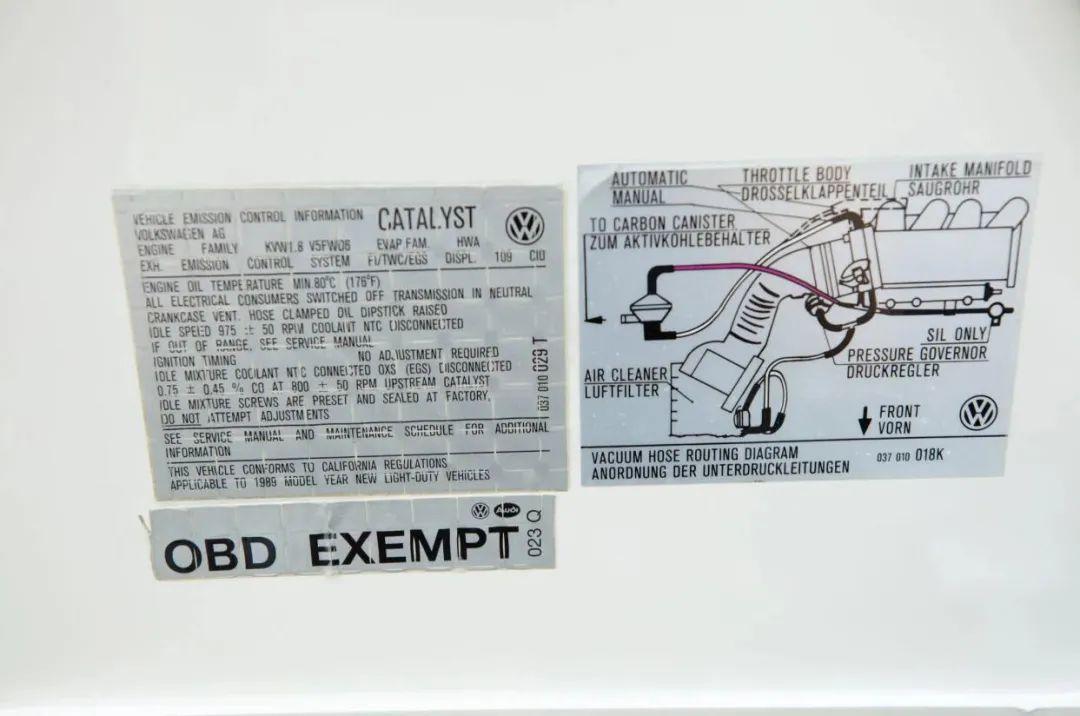 VEHICLE EMISSION CONTROL INFORMATION CATALYST
VOLKSWAGEN AG
ENGINE FAMILY KVW1.8 V5FW06 EVAP.FAM. HWA
EXH. EMISSION CONTROL SYSTEM FI/TWC/EGS DISPL. 109 CID
ENGINE OIL TEMPERATURE MIN.80°C (176°F)
ALL ELECTRICAL CONSUMERS SWITCHED OFF TRANSMISSION IN NEUTRAL
CRANKCASE VENT. HOSE CLAMPED OIL DIPSTICK RAISED
IDLE SPEED 975 ± 50 RPM COOLANT NTC DISCONNECTED
IF OUT OF RANGE, SEE SERVICE MANUAL
IGNITION TIMING NO ADJUSTMENT REQUIRED
IDLE MIXTURE COOLANT NTC CONNECTED OXS (EGS) DISCONNECTED
0.75 ± 0.45 % CO AT 800 ± 50 RPM UPSTREAM CATALYST
IDLE MIXTURE SCREWS ARE PRESET AND SEALED AT FACTORY.
DO NOT ATTEMPT ADJUSTMENTS
037 010 029 T
SEE SERVICE MANUAL AND MAINTENANCE SCHEDULE FOR ADDITIONAL
INFORMATION
THIS VEHICLE CONFORMS TO CALIFORNIA REGULATIONS
APPLICABLE TO 1989 MODEL YEAR NEW LIGHT-DUTY VEHICLES
Audi
OBD EXEMPT
023 Q
AUTOMATIC
MANUAL
THROTTLE BODY
DROSSELKLAPPENTEIL
INTAKE MANIFOLD
SAUGROHR
TO CARBON CANISTER
ZUM AKTIVKOHLEBEHÄLTER
SIL ONLY
PRESSURE GOVERNOR
DRUCKREGLER
AIR CLEANER
LUFTFILTER
FRONT
VORN
VACUUM HOSE ROUTING DIAGRAM
ANORDNUNG DER UNTERDRUCKLEITUNGEN
037 010 018K